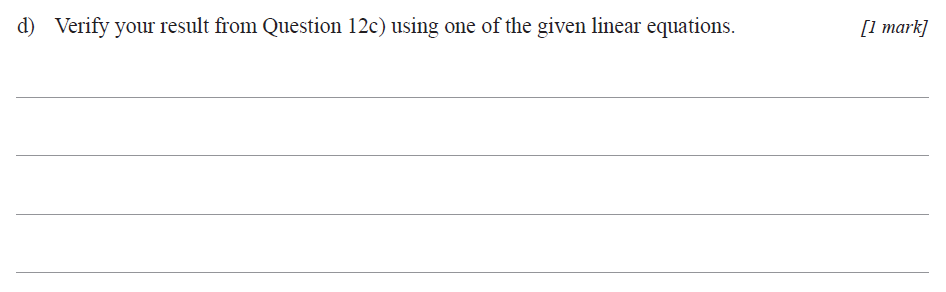 d) Verify your result from Question 12c) using one of the given linear equations. [1 mark]